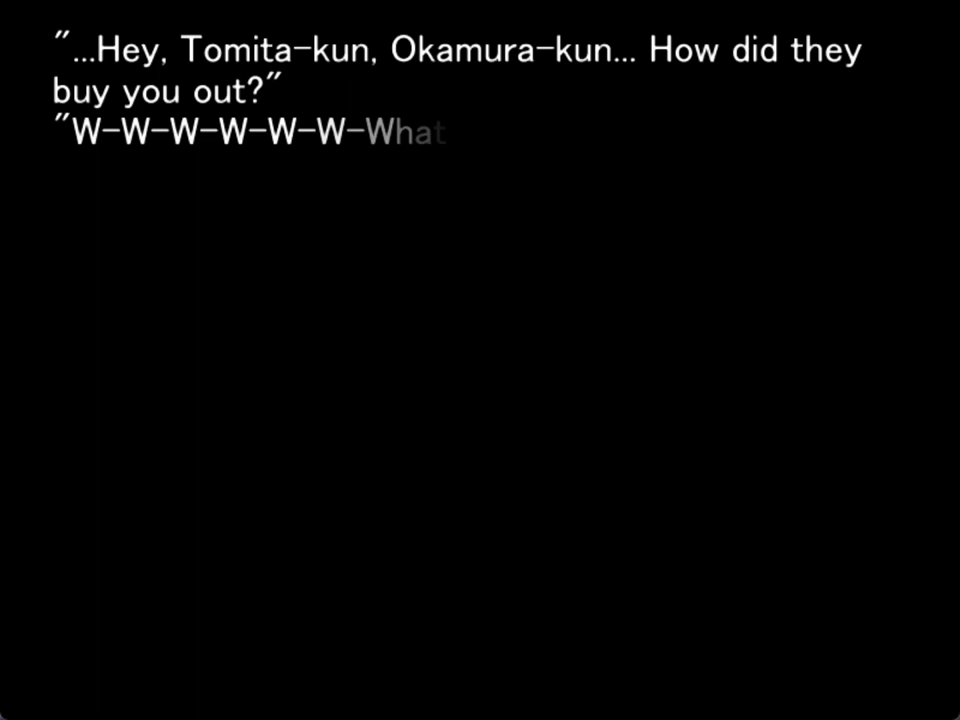 "...Hey, Tomita-kun, Okamura-kun... How did they
buy you out?"
"W-W-W-W-W-W-What